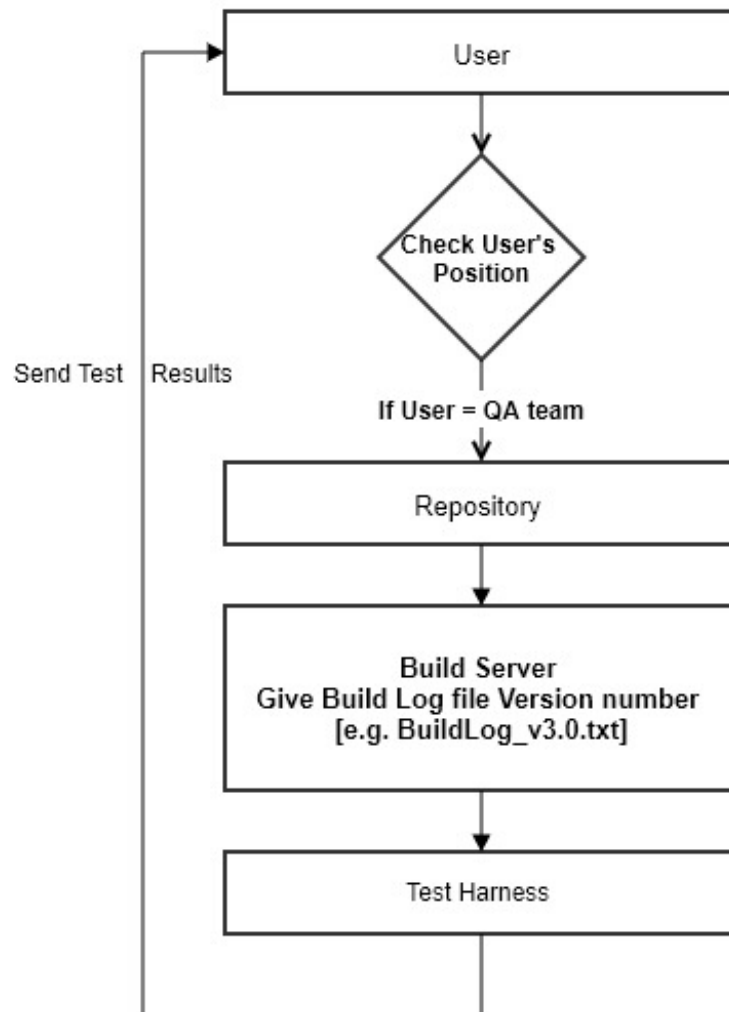 User
Check User's
Position
Send Test Results
If User = QA team
Repository
Build Server
Give Build Log file Version number
[e.g. BuildLog_v3.0.txt]
Test Harness